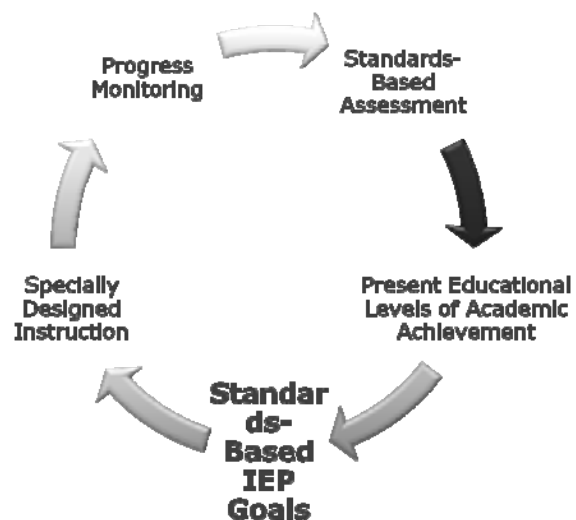 Progress
Monitoring
Standards-
Based
Assessment
Present Educational
Levels of Academic
Achievement
Standar
ds-
Based
IEP
Goals
Specially
Designed
Instruction